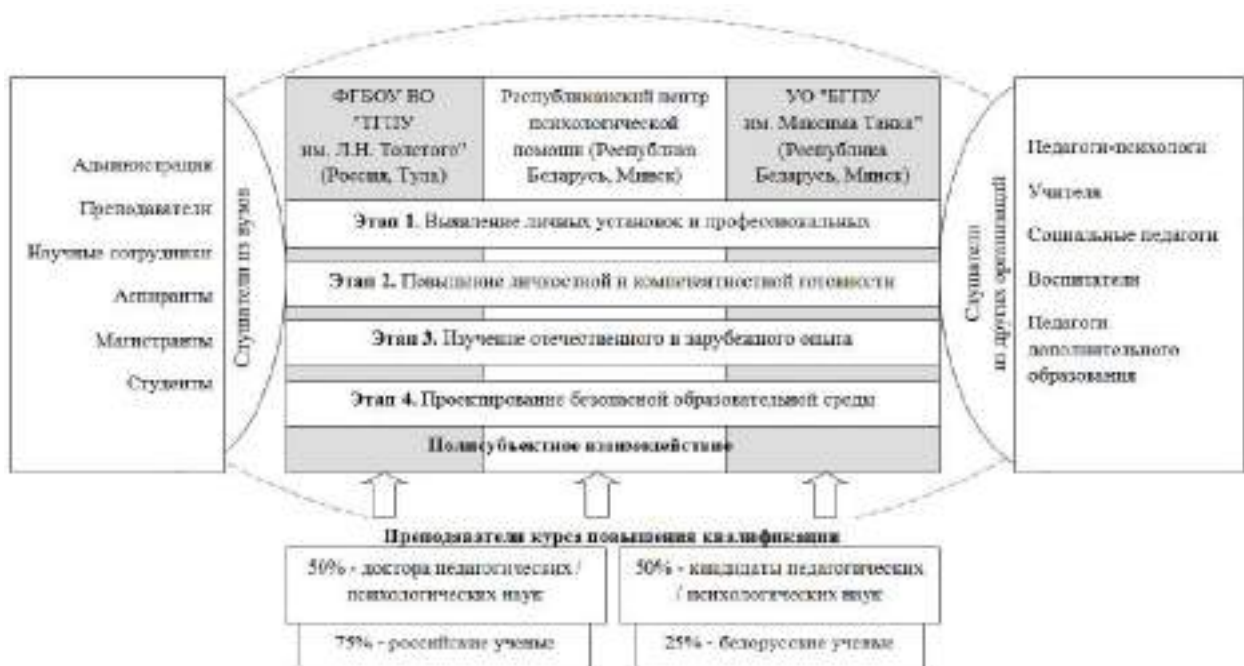 Администрация
Преподаватели
Научные сотрудники
Аспиранты
Магистранты
Студенты
Слушатели из вузов
ФГБОУ ВО
"ТГПУ
им. Л.Н. Толстого"
(Россия, Тула)
Республиканский центр
психологической
помощи (Республика
Беларусь, Минск)
УО "БГПУ
им. Максима Танка"
(Республика
Беларусь, Минск)
Этап 1. Выявление личных установок и профессиональных
Этап 2. Повышение личностной и компетентностной готовности
Этап 3. Изучение отечественного и зарубежного опыта
Этап 4. Проектирование безопасной образовательной среды
Полисубъектное взаимодействие
Слушатели
из других организаций
Педагоги-психологи
Учителя
Социальные педагоги
Воспитатели
Педагоги
дополнительного
образования
Преподаватели курса повышения квалификации
50% - доктора педагогических /
психологических наук
50% - кандидаты педагогических
/ психологических наук
75% - российские ученые
25% - белорусские ученые